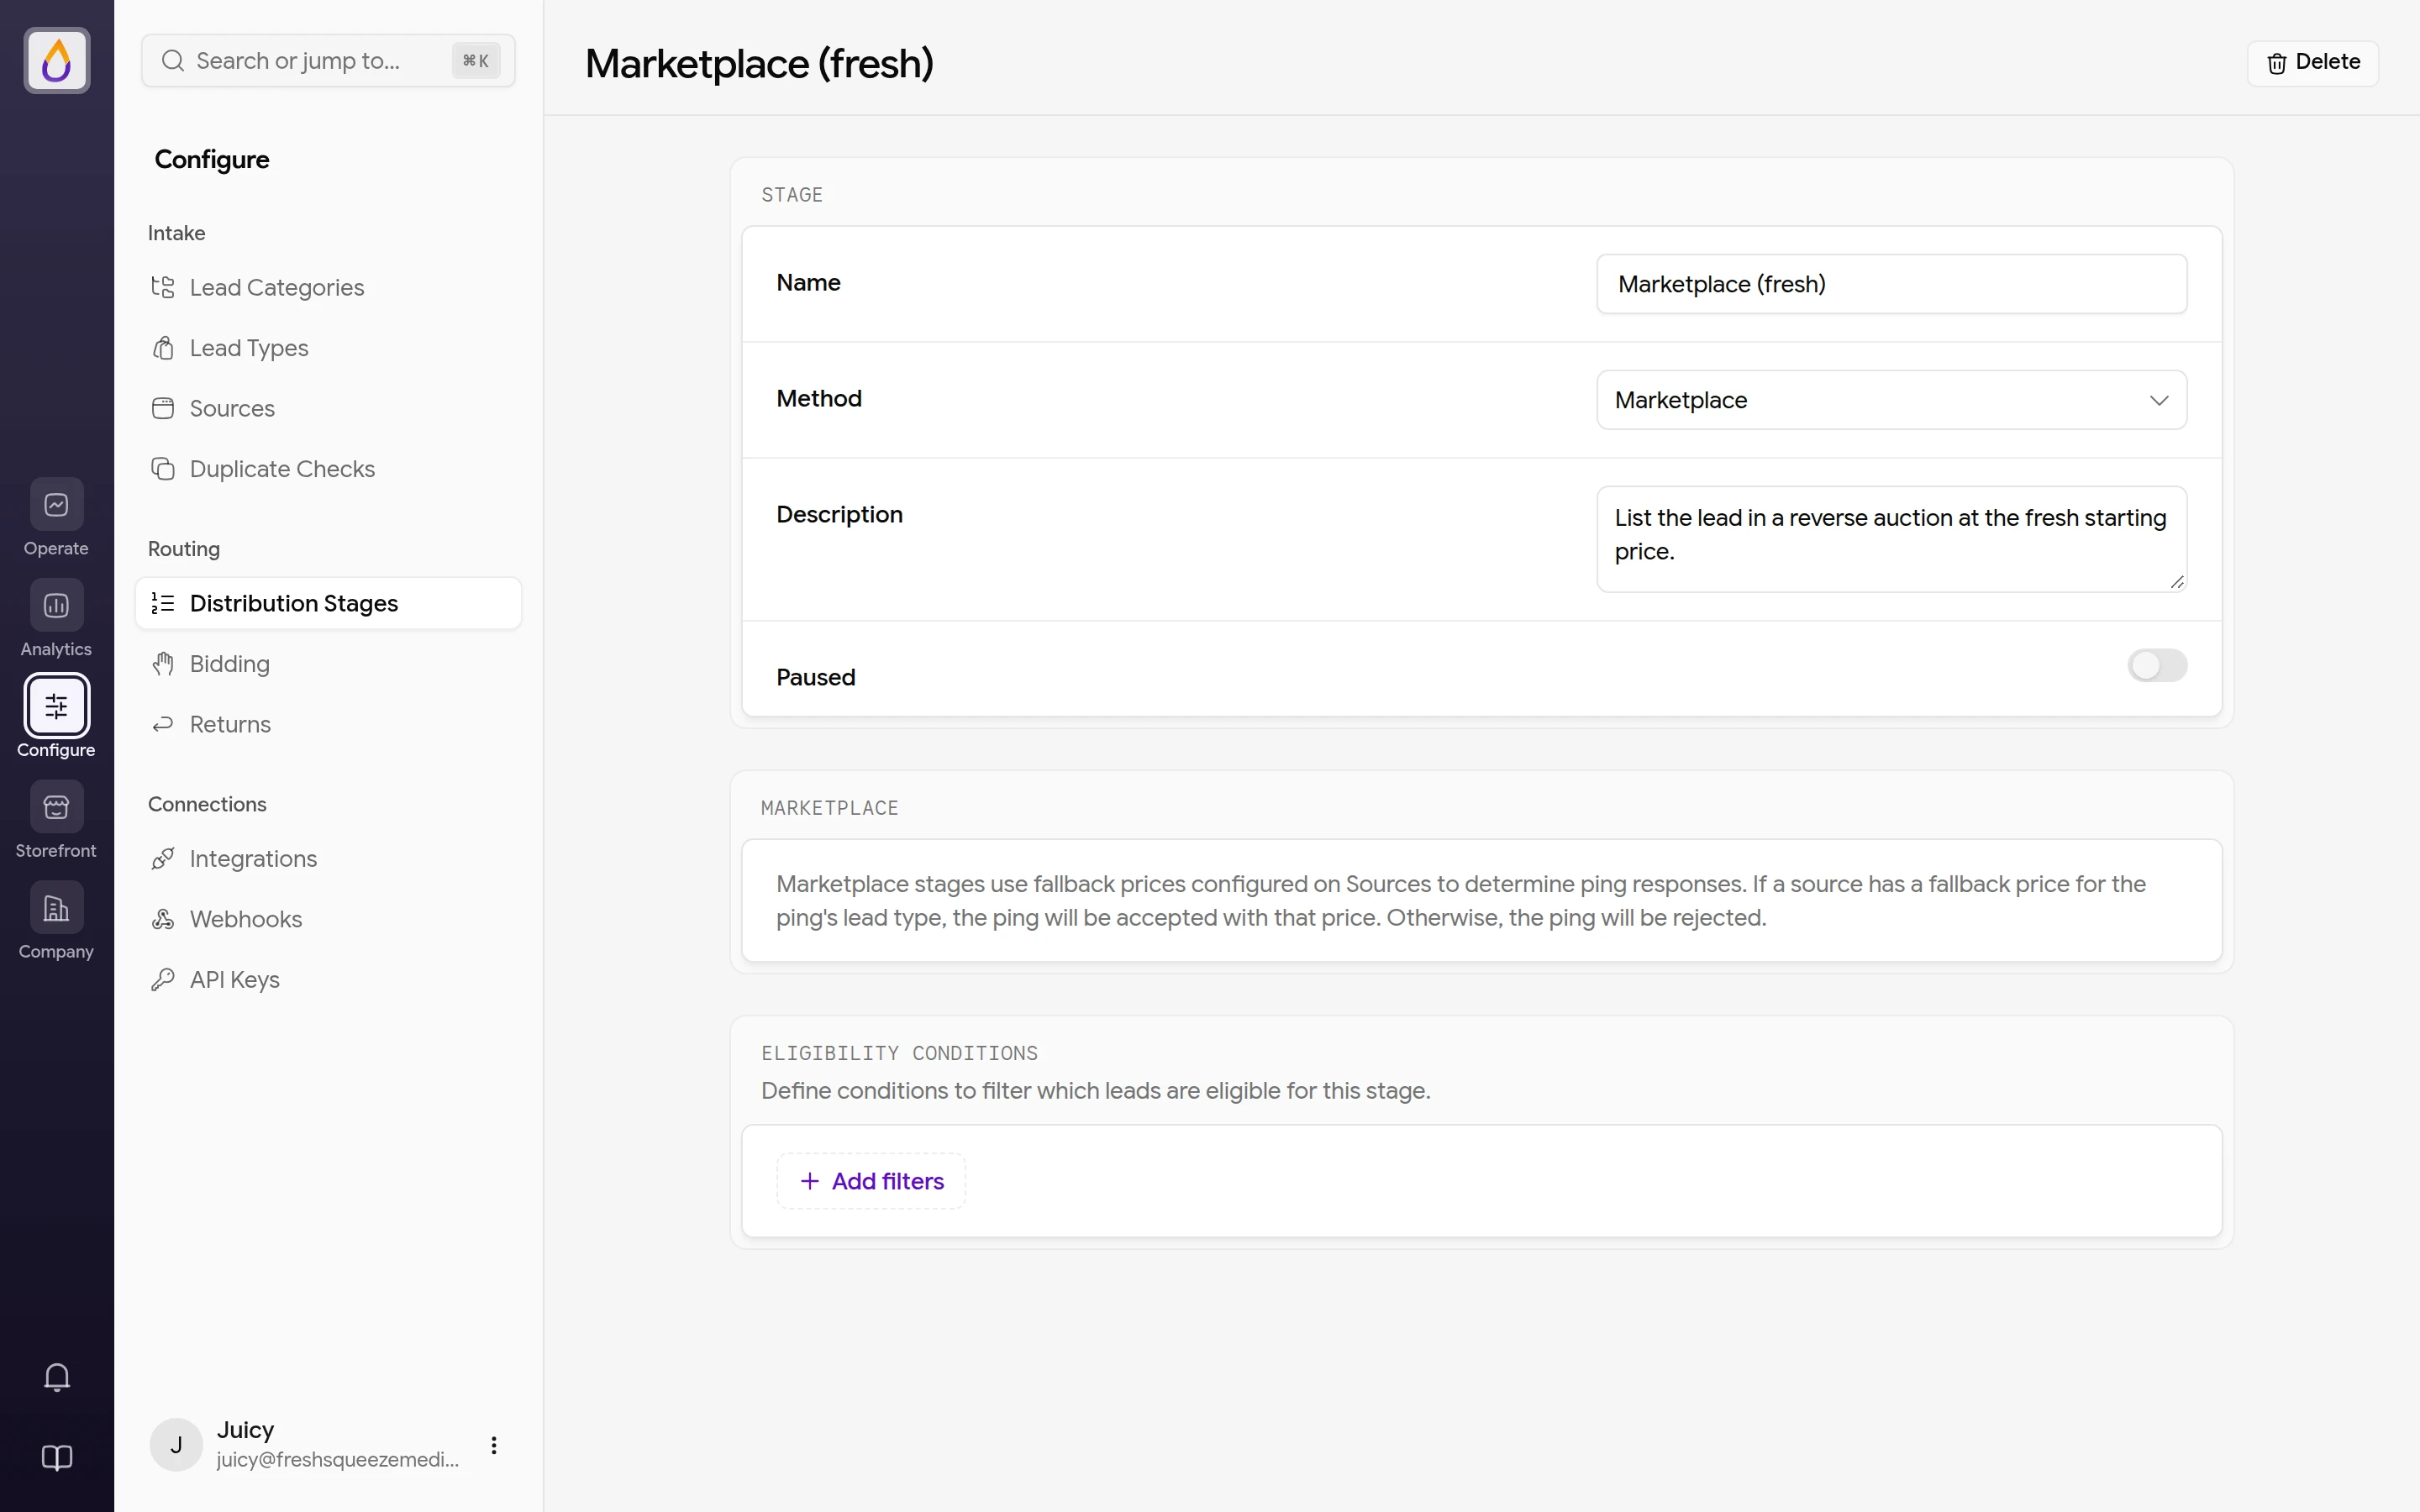 Search or jump to...
⌘K
Marketplace (fresh)
Delete
Configure
Intake
Lead Categories
Lead Types
Sources
Duplicate Checks
Routing
Distribution Stages
Bidding
Returns
Connections
Integrations
Webhooks
API Keys
Operate
Analytics
Configure
Storefront
Company
J
Juicy
juicy@freshsqueezemedi...
STAGE
Name
Marketplace (fresh)
Method
Marketplace
Description
List the lead in a reverse auction at the fresh starting
price.
Paused
MARKETPLACE
Marketplace stages use fallback prices configured on Sources to determine ping responses. If a source has a fallback price for the
ping's lead type, the ping will be accepted with that price. Otherwise, the ping will be rejected.
ELIGIBILITY CONDITIONS
Define conditions to filter which leads are eligible for this stage.
Add filters